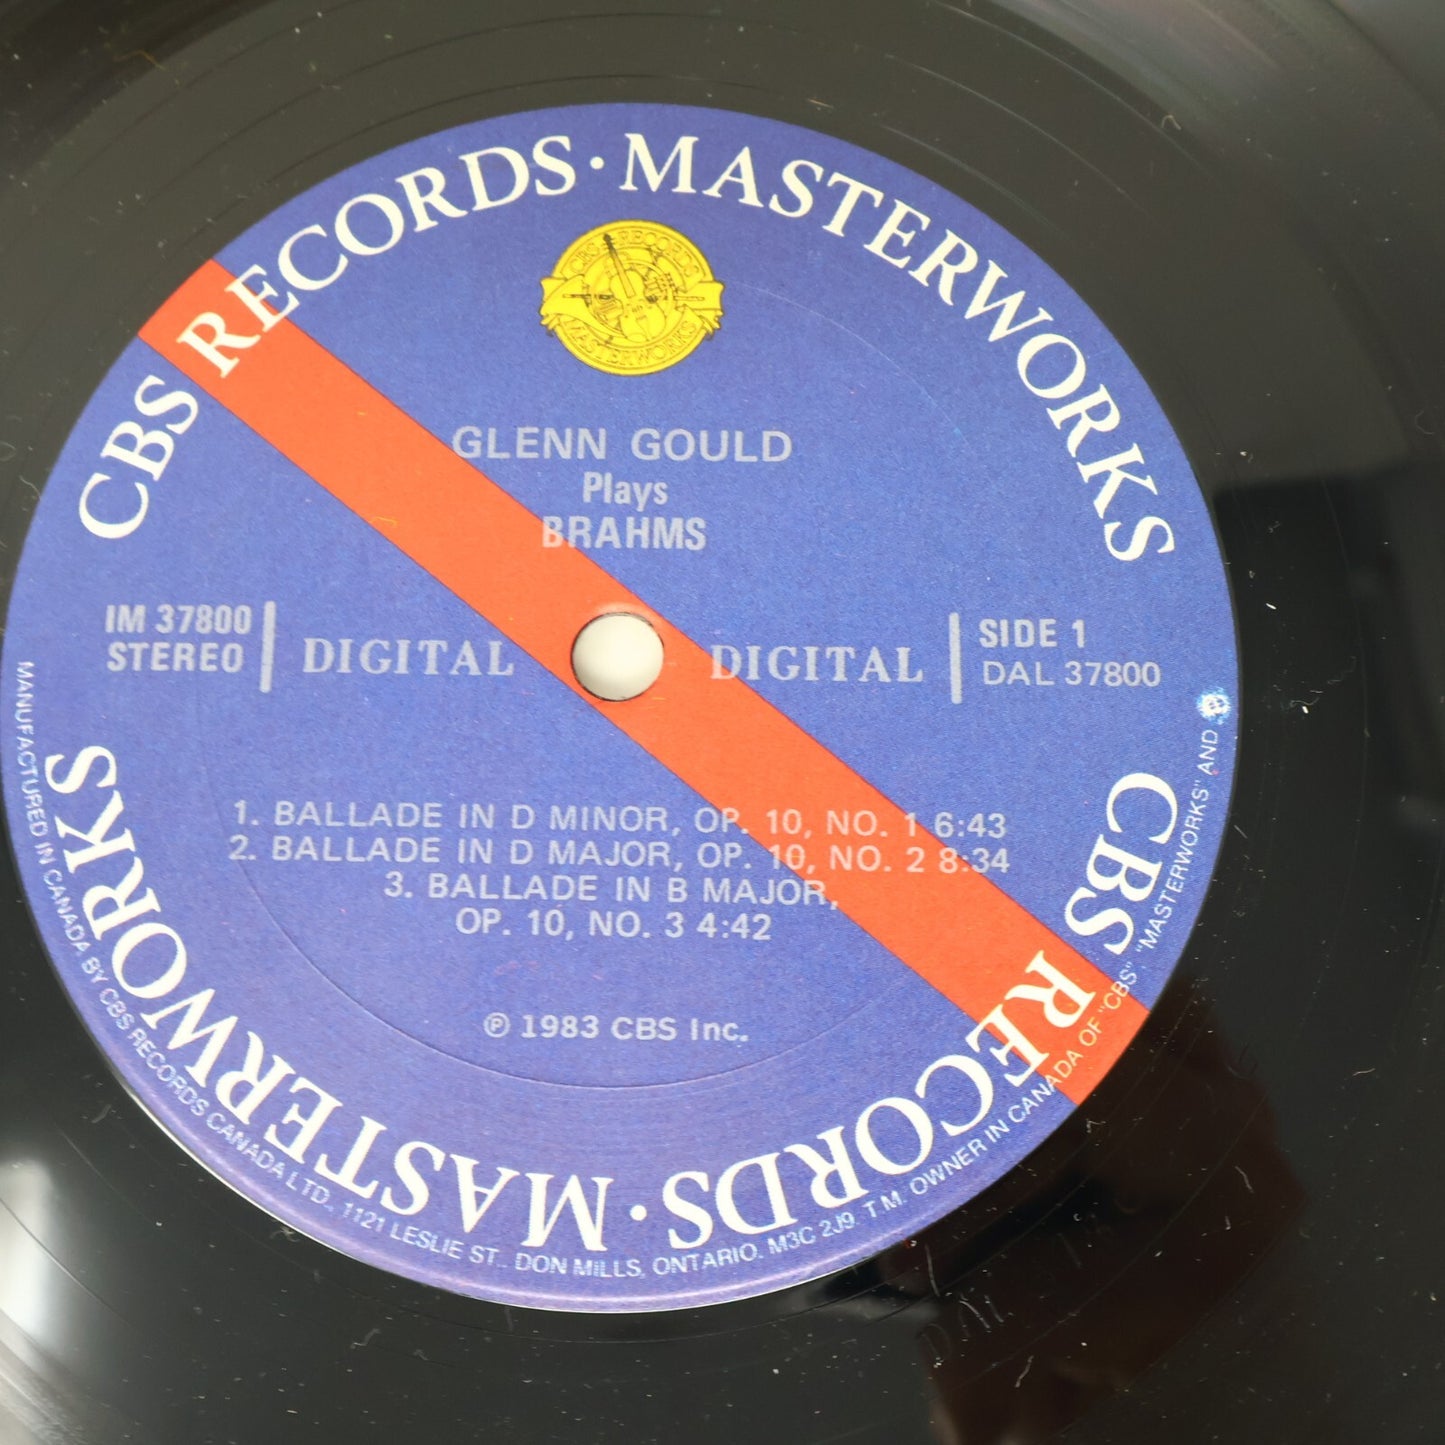 CBS RECORDS · MASTERWORKS
CBS RECORDS
MASTERWORKS
GLENN GOULD
Plays
BRAHMS
IM 37800
STEREO
DIGITAL
DIGITAL
SIDE 1
DAL 37800
1. BALLADE IN D MINOR, OP. 10, NO. 1 6:43
2. BALLADE IN D MAJOR, OP. 10, NO. 2 8:34
3. BALLADE IN B MAJOR,
OP. 10, NO. 3 4:42
℗ 1983 CBS Inc.
CBS RECORDS · MASTERWORKS
MANUFACTURED IN CANADA BY CBS RECORDS CANADA LTD., 1121 LESLIE ST., DON MILLS, ONTARIO. M3C 2J9. T.M. OWNER IN CANADA OF "CBS", "MASTERWORKS" AND